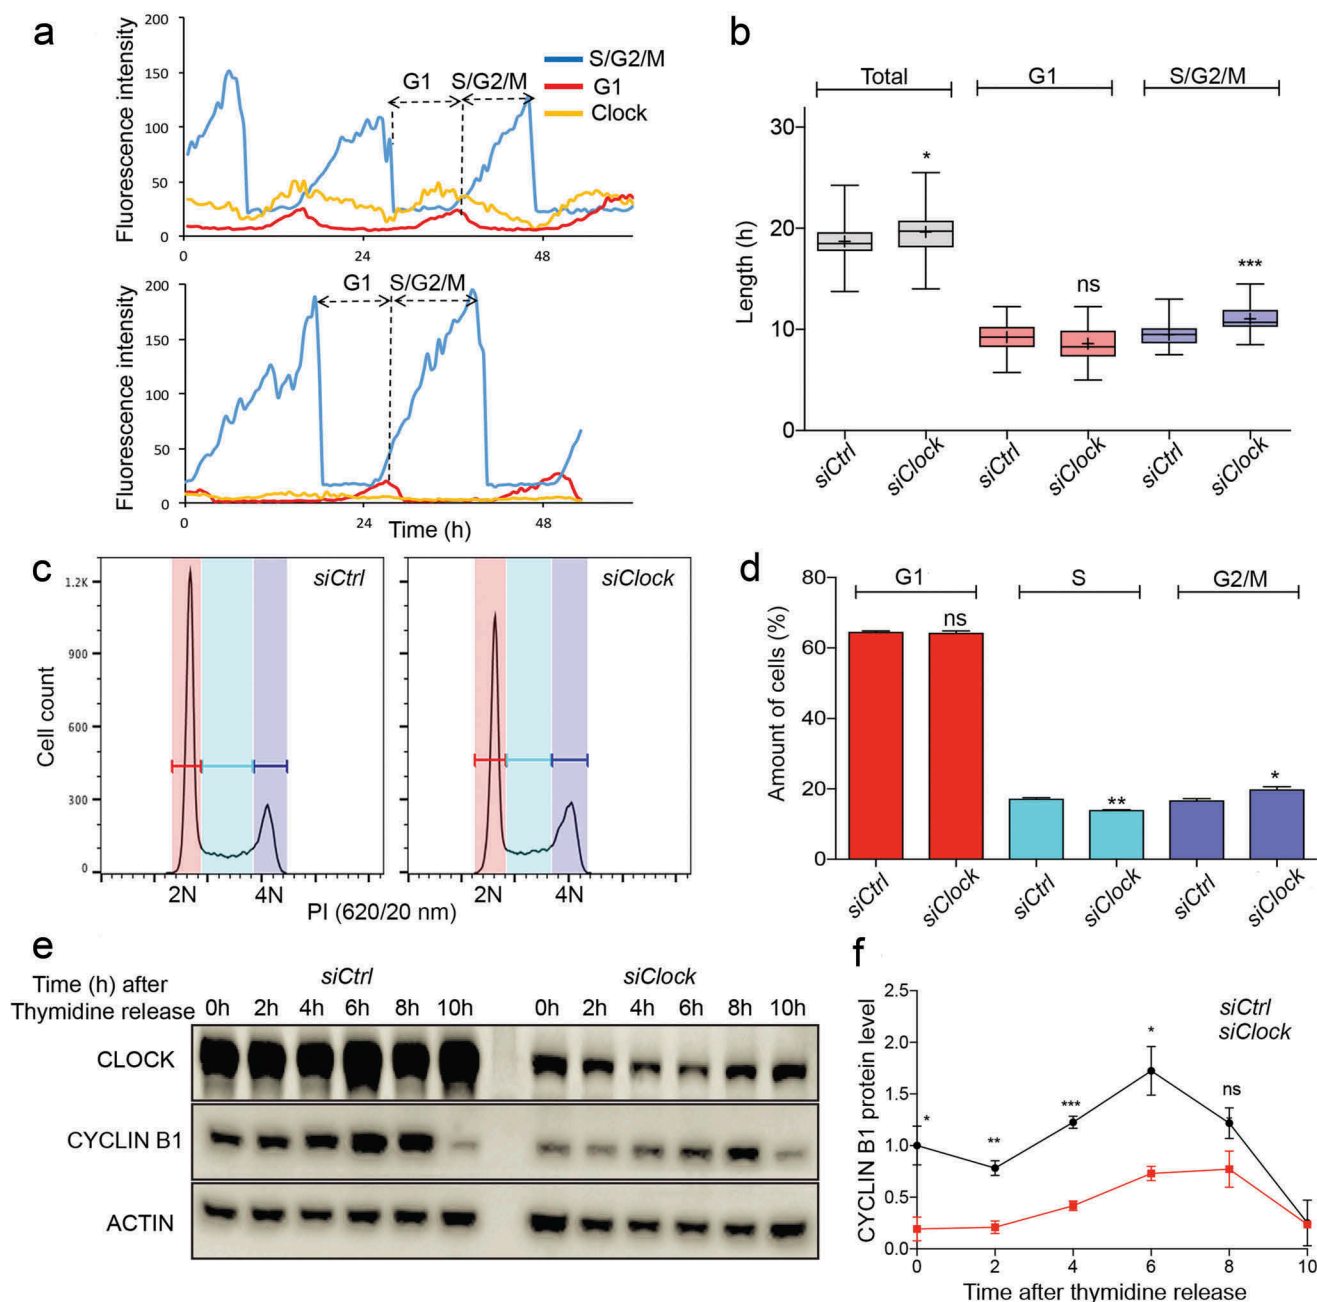 a
200
150
100
50
0
Fluorescence intensity
G1
S/G2/M
S/G2/M
G1
Clock
0
24
48
200
150
100
50
0
Fluorescence intensity
G1
S/G2/M
0
24
48
Time (h)
b
Total
G1
S/G2/M
30
20
10
0
Length (h)
*
ns
***
siCtrl
siClock
siCtrl
siClock
siCtrl
siClock
c
siCtrl
siClock
1.2K
900
600
300
0
Cell count
2N
4N
2N
4N
PI (620/20 nm)
d
80
60
40
20
0
Amount of cells (%)
G1
S
G2/M
ns
**
*
siCtrl
siClock
siCtrl
siClock
siCtrl
siClock
e
Time (h) after
Thymidine release
siCtrl
siClock
0h 2h 4h 6h 8h 10h
0h 2h 4h 6h 8h 10h
CLOCK
CYCLIN B1
ACTIN
f
2.5
2.0
1.5
1.0
0.5
0.0
CYCLIN B1 protein level
siCtrl
siClock
*
**
***
*
ns
0 2 4 6 8 10
Time after thymidine release